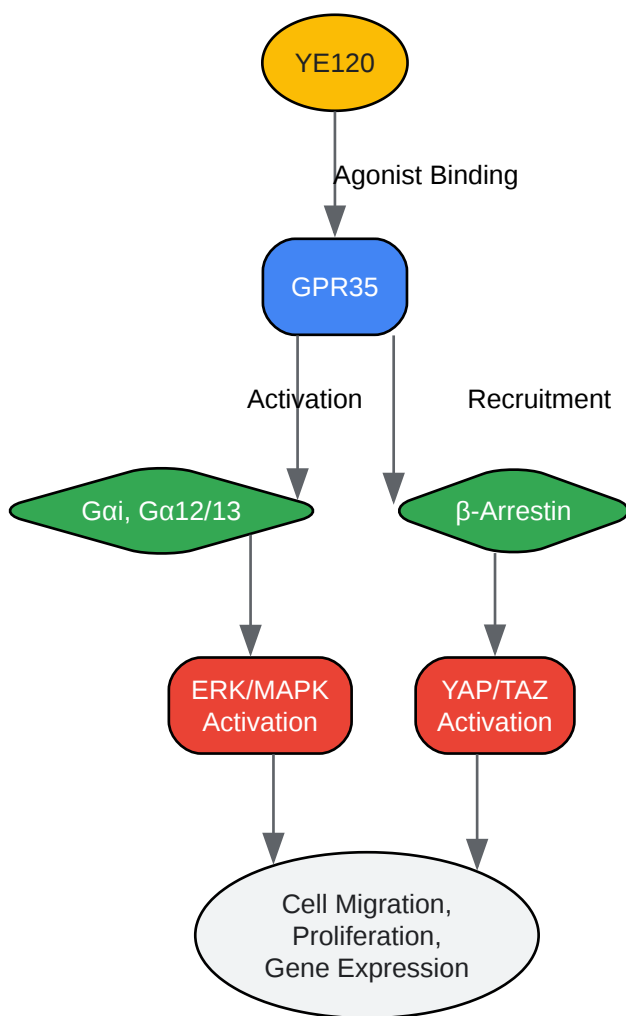 YE120
Agonist Binding
GPR35
Activation
Recruitment
Gαi, Gα12/13
β-Arrestin
ERK/MAPK
Activation
YAP/TAZ
Activation
Cell Migration,
Proliferation,
Gene Expression